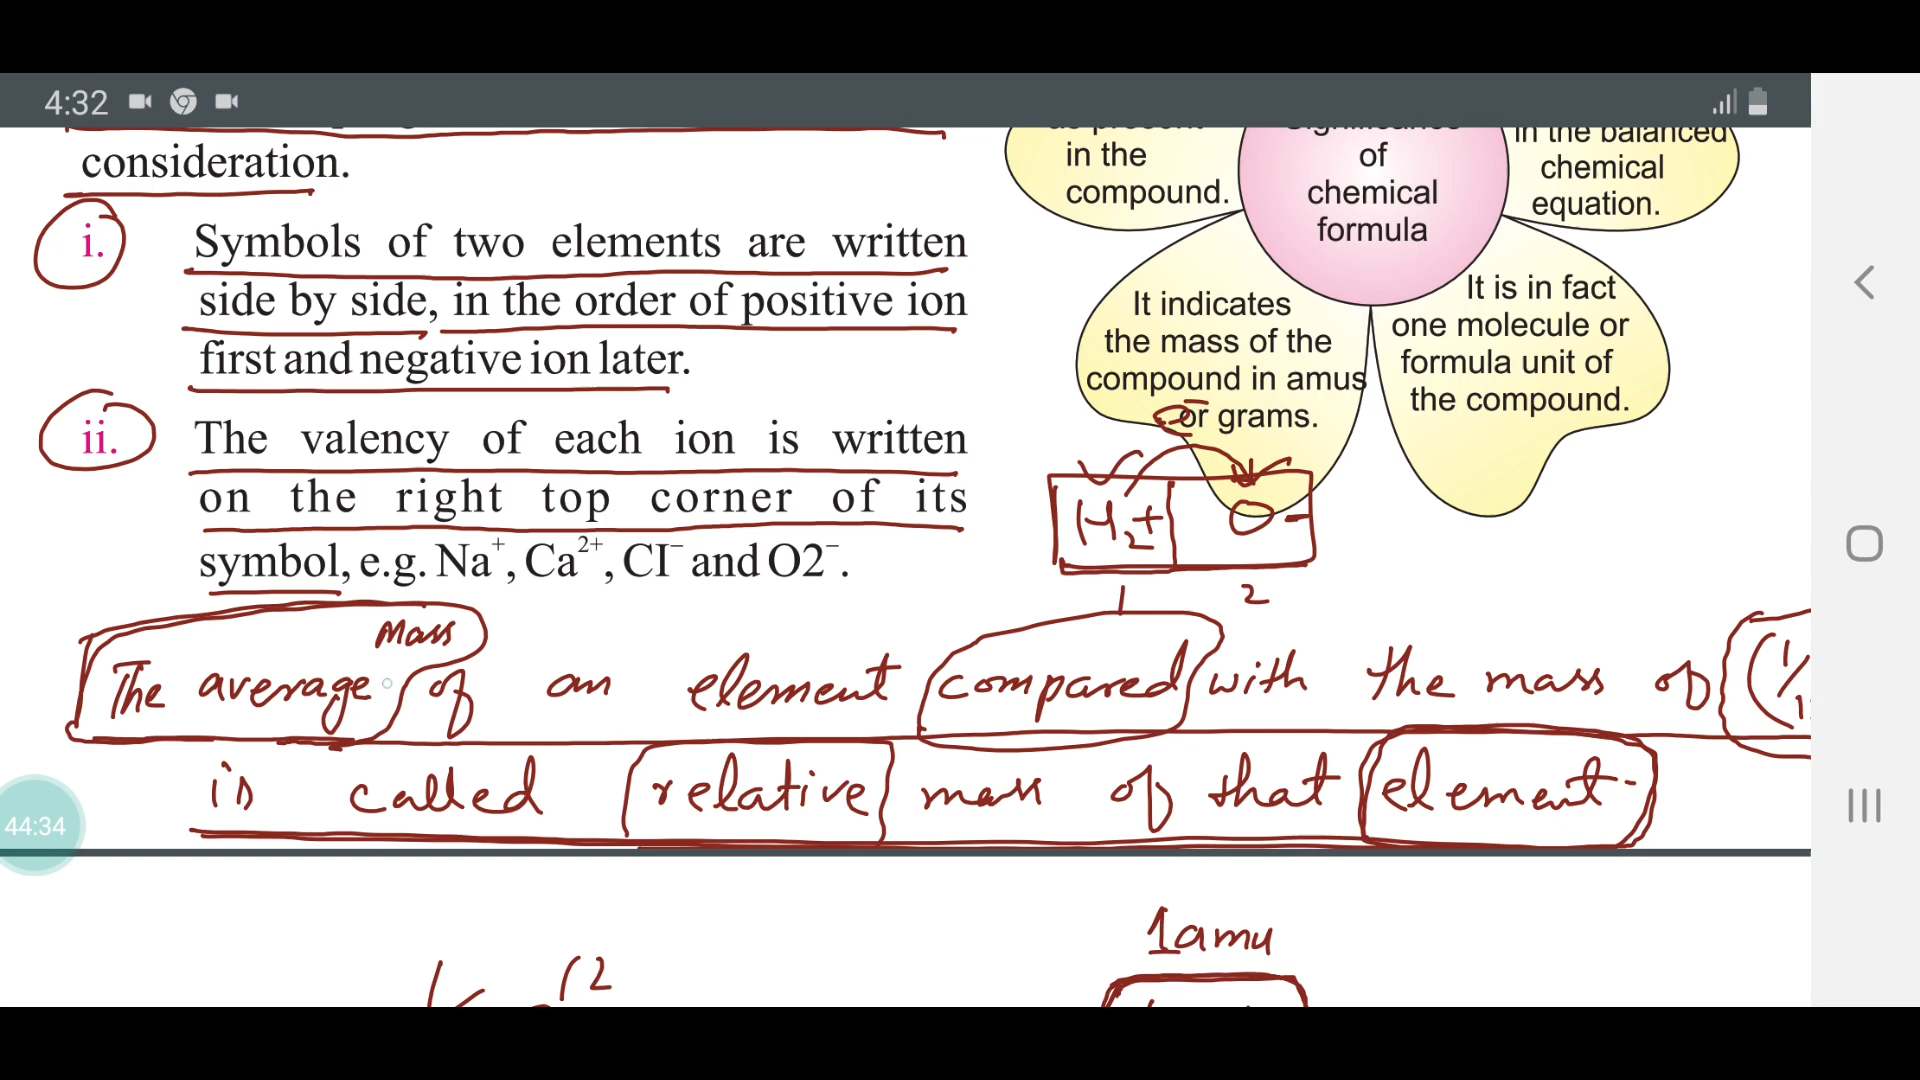 4:32
consideration.
i. Symbols of two elements are written
side by side, in the order of positive ion
first and negative ion later.
ii. The valency of each ion is written
on the right top corner of its
symbol, e.g. Na⁺, Ca²⁺, CI⁻ and O2⁻.
in the
compound.
of
chemical
formula
in the balanced
chemical
equation.
It indicates
the mass of the
compound in amus
or grams.
It is in fact
one molecule or
formula unit of
the compound.
H₂+ O-
1 2
Mass
The average of an element compared with the mass of
is called relative mass of that element.
44:34
1amu
12